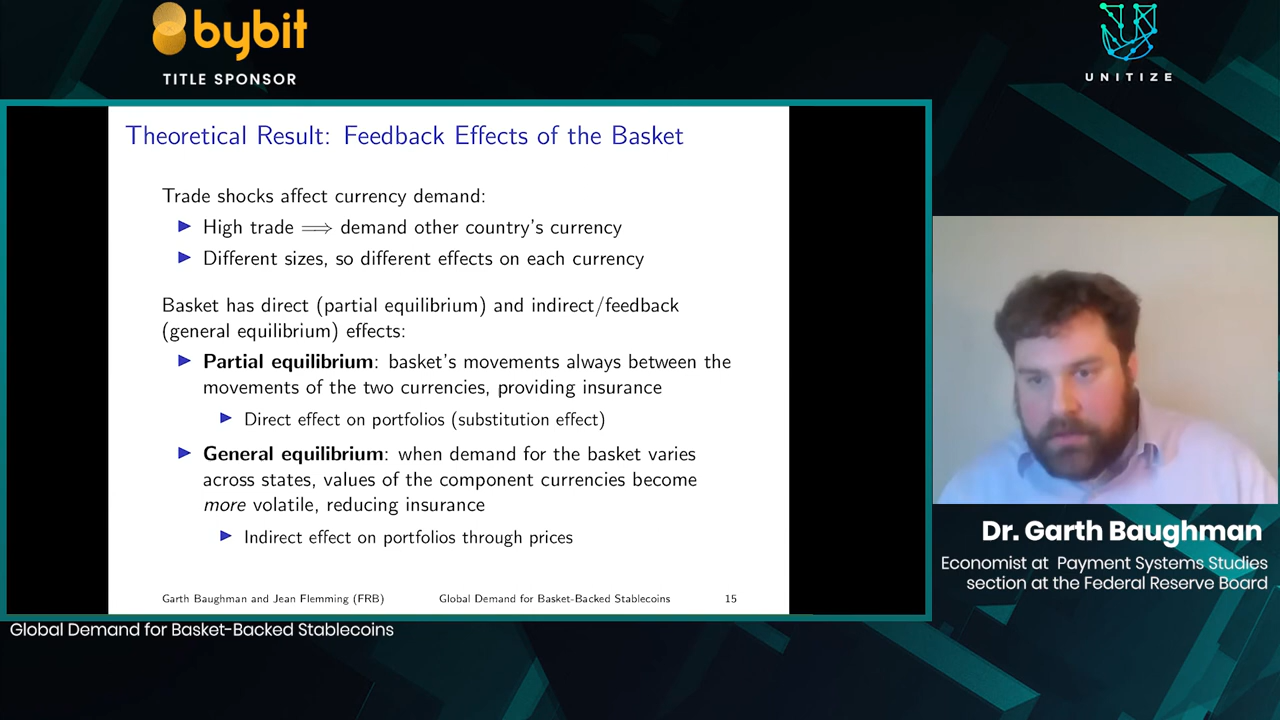 bybit
TITLE SPONSOR
UNITIZE
Theoretical Result: Feedback Effects of the Basket
Trade shocks affect currency demand:
▶ High trade ⟹ demand other country's currency
▶ Different sizes, so different effects on each currency
Basket has direct (partial equilibrium) and indirect/feedback
(general equilibrium) effects:
▶ Partial equilibrium: basket's movements always between the
movements of the two currencies, providing insurance
▶ Direct effect on portfolios (substitution effect)
▶ General equilibrium: when demand for the basket varies
across states, values of the component currencies become
more volatile, reducing insurance
▶ Indirect effect on portfolios through prices
Garth Baughman and Jean Flemming (FRB) Global Demand for Basket-Backed Stablecoins 15
Dr. Garth Baughman
Economist at Payment Systems Studies
section at the Federal Reserve Board
Global Demand for Basket-Backed Stablecoins